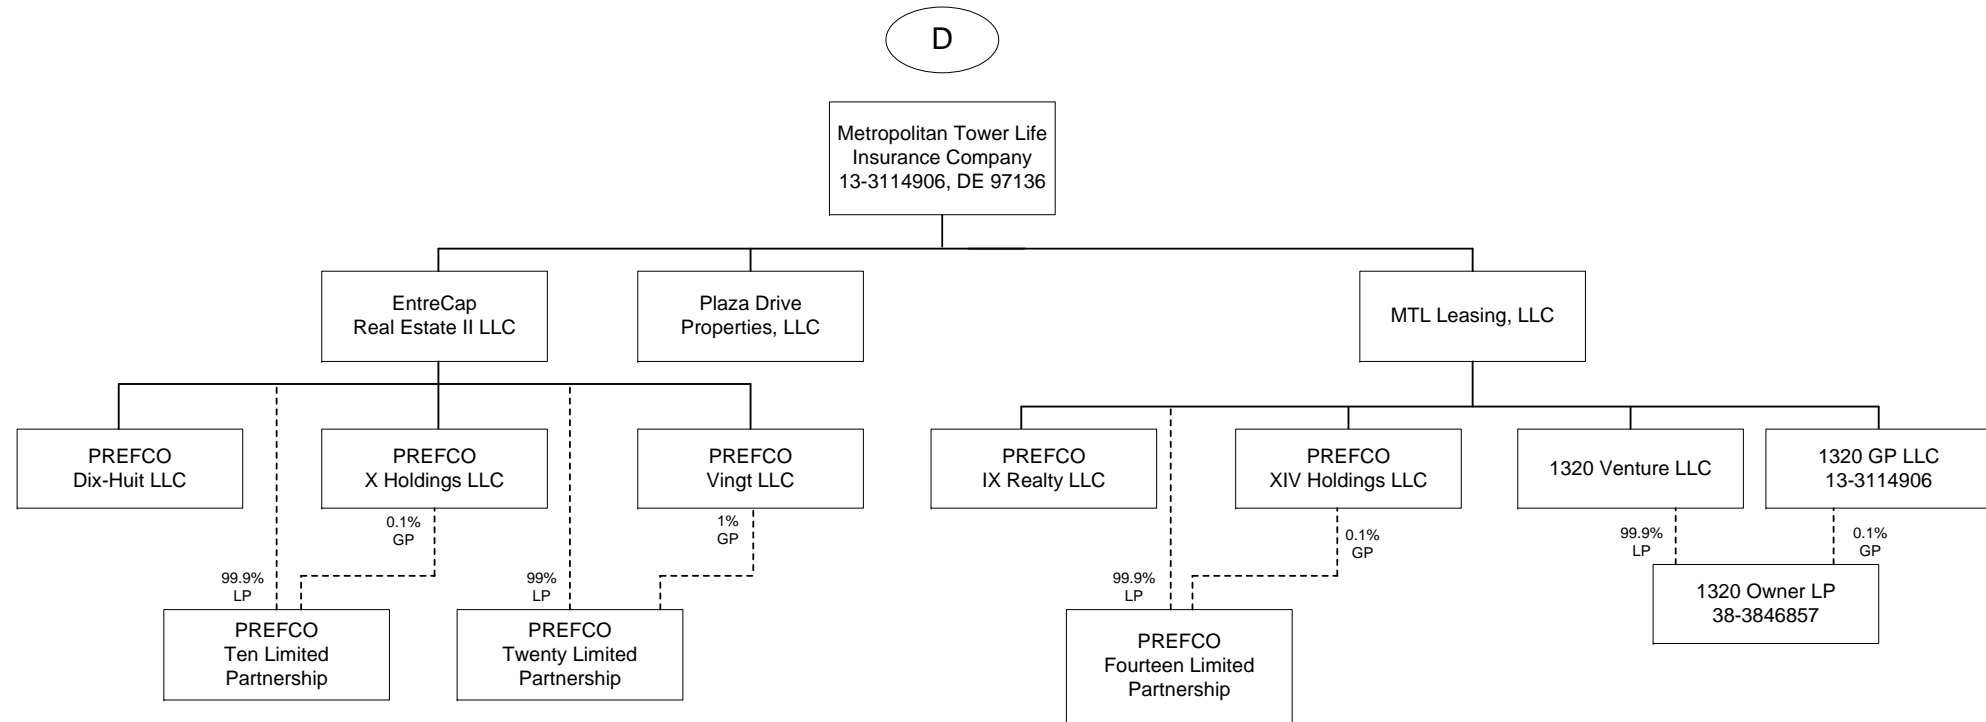 D
Metropolitan Tower Life
Insurance Company
13-3114906, DE 97136
EntreCap
Real Estate II LLC
Plaza Drive
Properties, LLC
MTL Leasing, LLC
PREFCO
Dix-Huit LLC
PREFCO
X Holdings LLC
PREFCO
Vingt LLC
PREFCO
IX Realty LLC
PREFCO
XIV Holdings LLC
1320 Venture LLC
1320 GP LLC
13-3114906
0.1%
GP
1%
GP
0.1%
GP
99.9%
LP
0.1%
GP
99.9%
LP
99%
LP
99.9%
LP
1320 Owner LP
38-3846857
PREFCO
Ten Limited
Partnership
PREFCO
Twenty Limited
Partnership
PREFCO
Fourteen Limited
Partnership